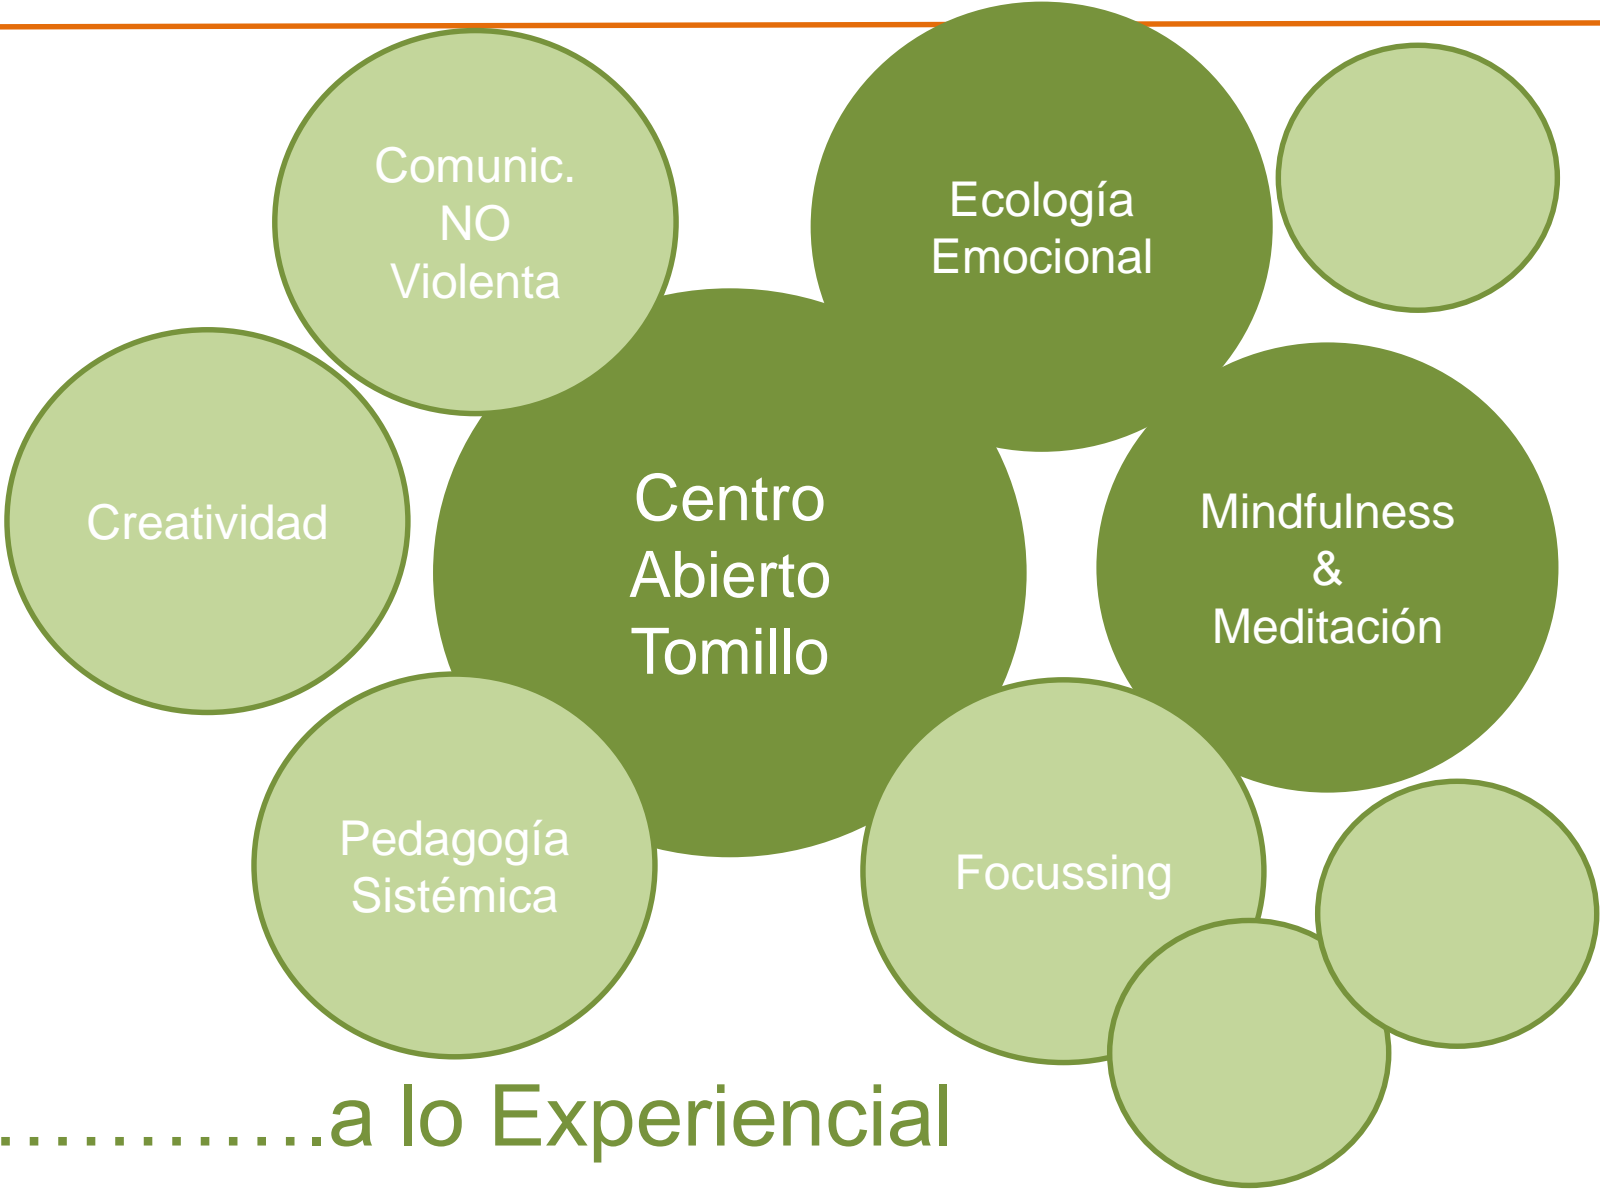 Comunic.
NO
Violenta
Ecología
Emocional
Creatividad
Centro
Abierto
Tomillo
Mindfulness
&
Meditación
Pedagogía
Sistémica
Focussing
…………a lo Experiencial